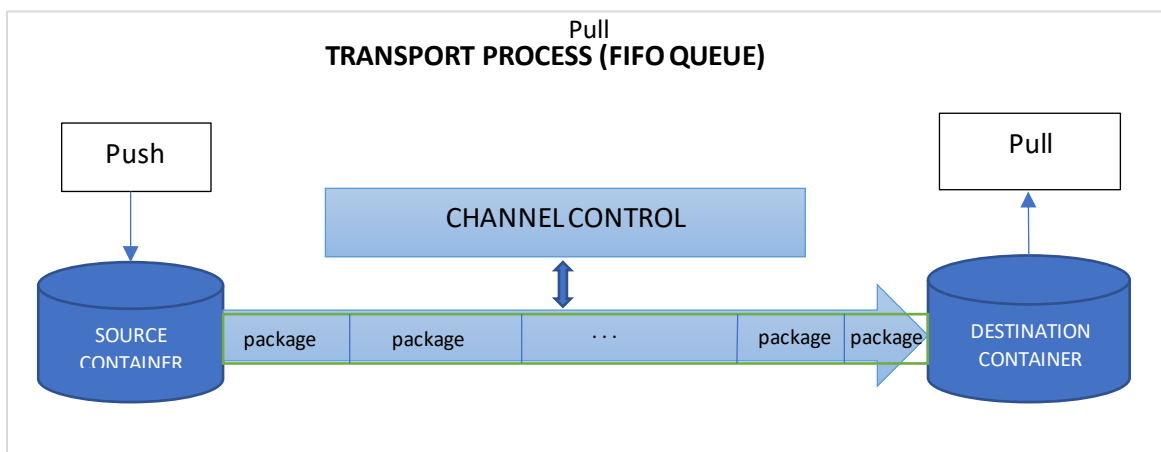 Pull
TRANSPORT PROCESS (FIFO QUEUE)
Push
Pull
CHANNEL CONTROL
SOURCE
CONTAINER
package
package
...
package
package
DESTINATION
CONTAINER